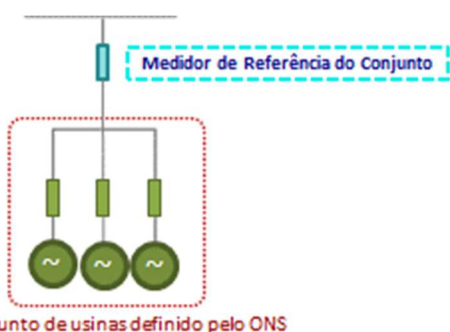 Medidor de Referência do Conjunto
~ ~ ~
unto de usinas definido pelo ONS